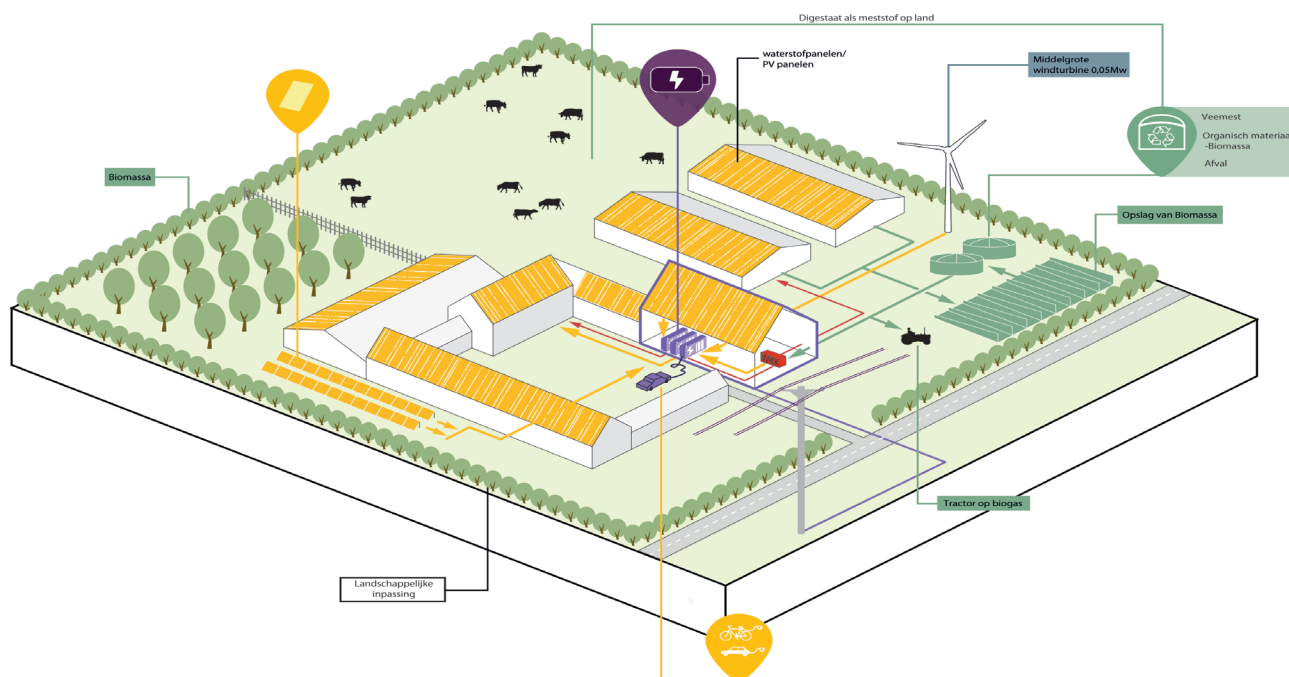 Digestaat als meststof op land
waterstofpanelen/
PV panelen
Middelgrote
windturbine 0,05Mw
Veemest
Organisch materiaa
-Biomassa
Afval
Biomassa
Opslag van Biomassa
Tractor op biogas
Landschappelijke
inpassing